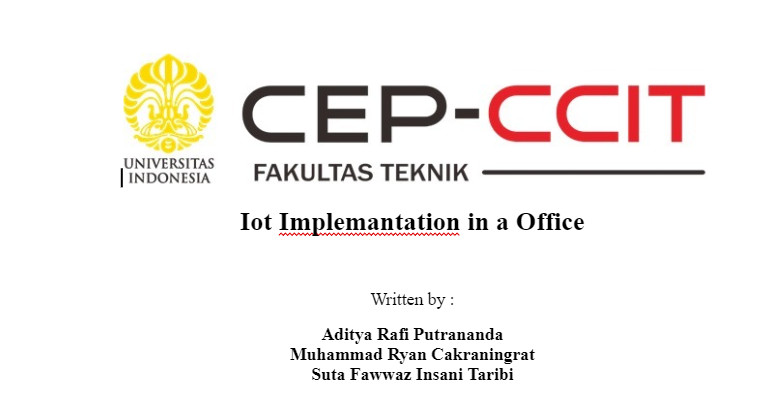 CEP-CCIT
UNIVERSITAS
INDONESIA
FAKULTAS TEKNIK
Iot Implemantation in a Office
Written by :
Aditya Rafi Putrananda
Muhammad Ryan Cakraningrat
Suta Fawwaz Insani Taribi